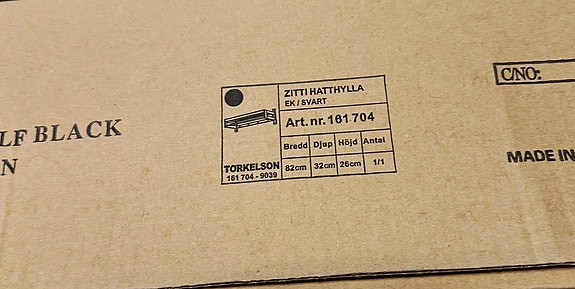 ZITTI HATTHYLLA
EK / SVART
Art. nr. 161 704
Bredd Djup Höjd Antal
82cm 32cm 26cm 1/1
TORKELSON
161 704 - 9039
LF BLACK
N
C/NO:
MADE IN